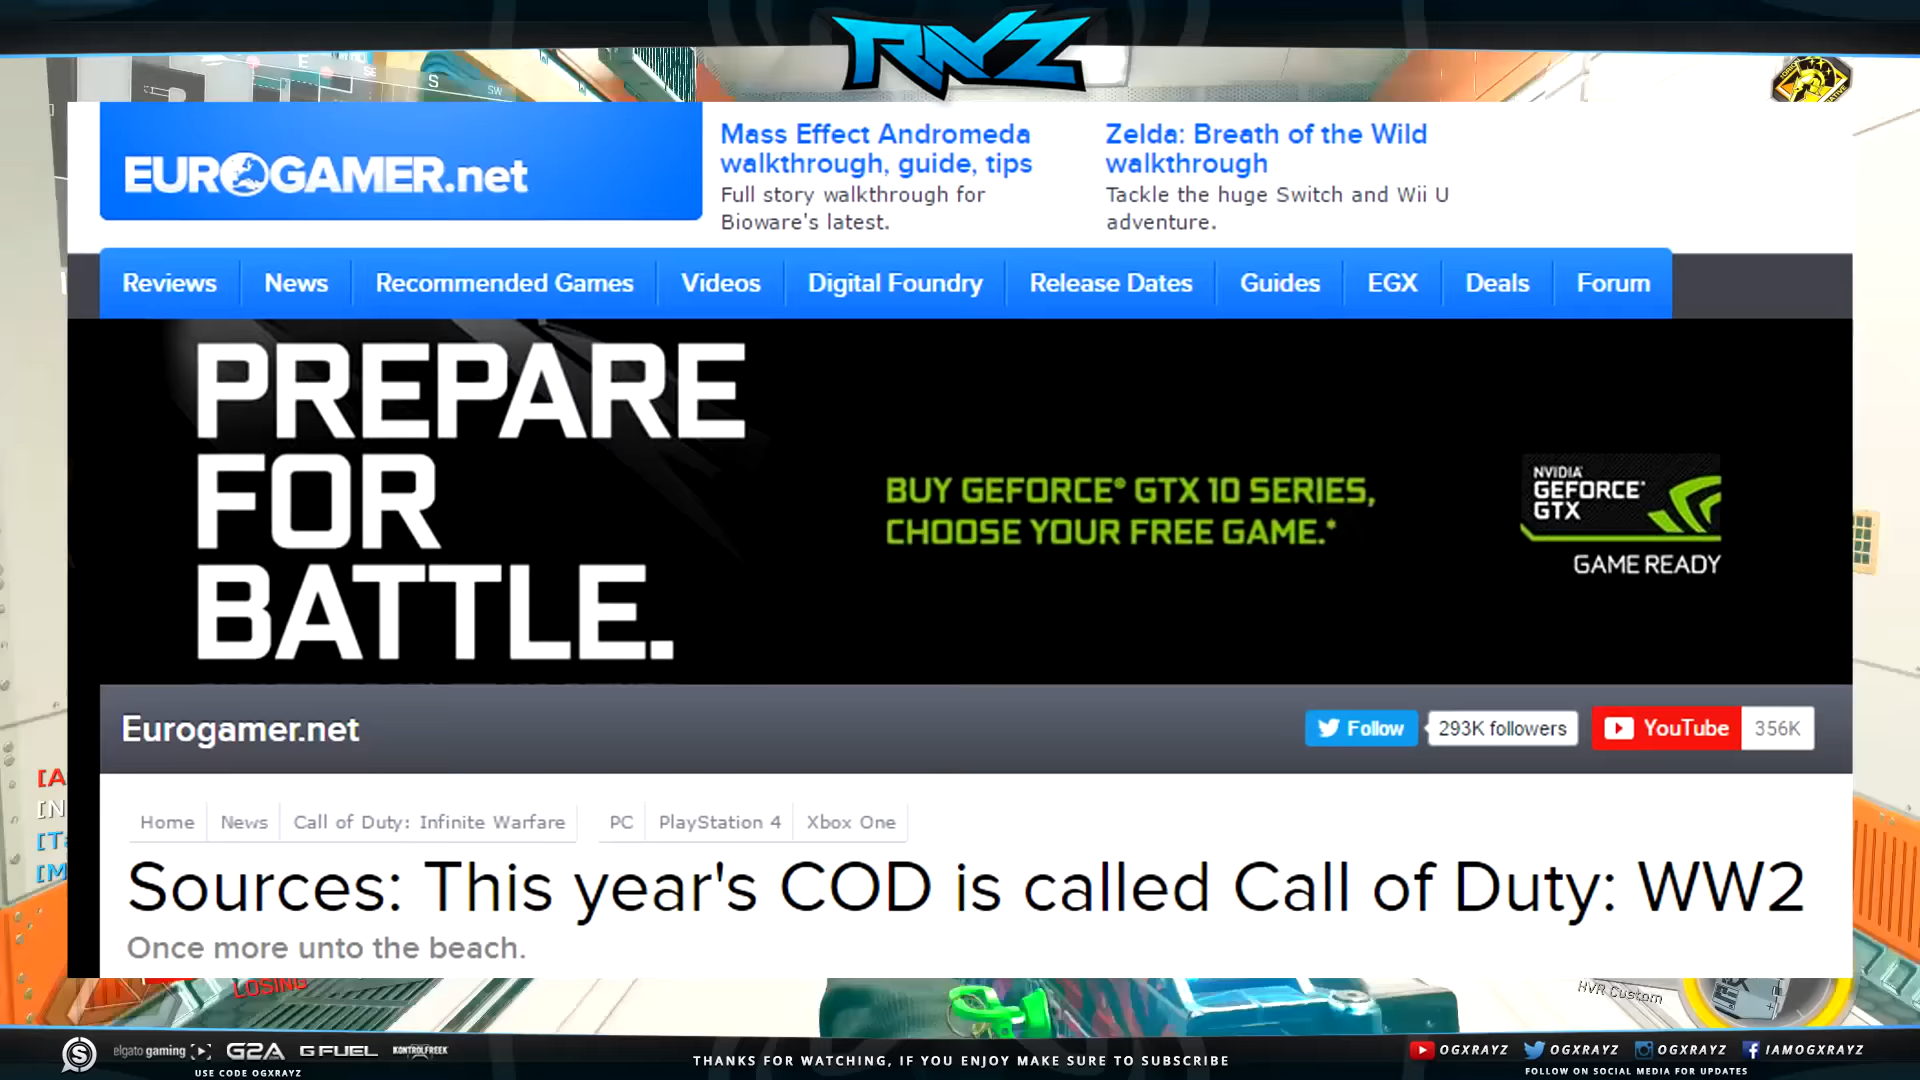 RAYZ
E
SE
S
SW
EUROGAMER.net
Mass Effect Andromeda
walkthrough, guide, tips
Full story walkthrough for
Bioware's latest.
Zelda: Breath of the Wild
walkthrough
Tackle the huge Switch and Wii U
adventure.
Reviews News Recommended Games Videos Digital Foundry Release Dates Guides EGX Deals Forum
PREPARE
FOR
BATTLE.
BUY GEFORCE® GTX 10 SERIES,
CHOOSE YOUR FREE GAME.*
NVIDIA
GEFORCE®
GTX
GAME READY
Eurogamer.net
Follow 293K followers YouTube 356K
[A
[N
[Ta
[M
Home News Call of Duty: Infinite Warfare PC PlayStation 4 Xbox One
Sources: This year's COD is called Call of Duty: WW2
Once more unto the beach.
LOSING
HVR Custom
elgato gaming G2A G FUEL KONTROLFREEK
USE CODE OGXRAYZ
THANKS FOR WATCHING, IF YOU ENJOY MAKE SURE TO SUBSCRIBE
OGXRAYZ OGXRAYZ OGXRAYZ IAMOGXRAYZ
FOLLOW ON SOCIAL MEDIA FOR UPDATES